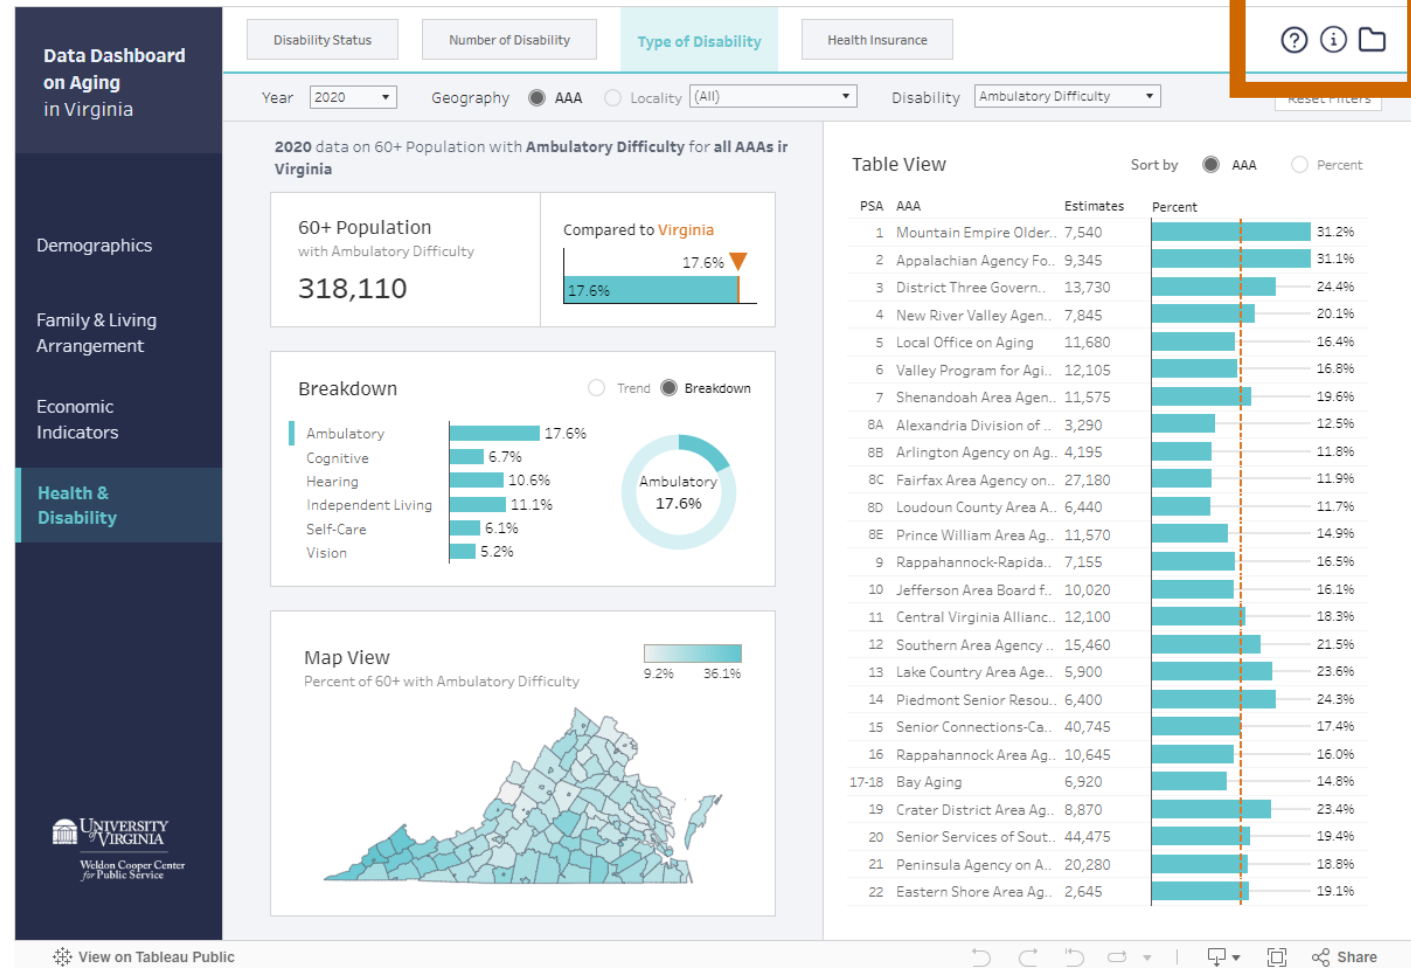 Data Dashboard
on Aging
in Virginia
Disability Status
Number of Disability
Type of Disability
Health Insurance
Year 2020
Geography AAA Locality (All)
Disability Ambulatory Difficulty
Reset Filters
Demographics
Family & Living
Arrangement
Economic
Indicators
Health &
Disability
UNIVERSITY
of VIRGINIA
Weldon Cooper Center
for Public Service
2020 data on 60+ Population with Ambulatory Difficulty for all AAAs in
Virginia
60+ Population
with Ambulatory Difficulty
318,110
Compared to Virginia
17.6%
17.6%
Breakdown
Trend Breakdown
Ambulatory 17.6%
Cognitive 6.7%
Hearing 10.6%
Independent Living 11.1%
Self-Care 6.1%
Vision 5.2%
Ambulatory
17.6%
Map View
Percent of 60+ with Ambulatory Difficulty
9.2% 36.1%
Table View
Sort by AAA Percent
PSA AAA Estimates Percent
1 Mountain Empire Older.. 7,540 31.2%
2 Appalachian Agency Fo.. 9,345 31.1%
3 District Three Govern.. 13,730 24.4%
4 New River Valley Agen.. 7,845 20.1%
5 Local Office on Aging 11,680 16.4%
6 Valley Program for Agi.. 12,105 16.8%
7 Shenandoah Area Agen.. 11,575 19.6%
8A Alexandria Division of .. 3,290 12.5%
8B Arlington Agency on Ag.. 4,195 11.8%
8C Fairfax Area Agency on.. 27,180 11.9%
8D Loudoun County Area A.. 6,440 11.7%
8E Prince William Area Ag.. 11,570 14.9%
9 Rappahannock-Rapida.. 7,155 16.5%
10 Jefferson Area Board f.. 10,020 16.1%
11 Central Virginia Allianc.. 12,100 18.3%
12 Southern Area Agency .. 15,460 21.5%
13 Lake Country Area Age.. 5,900 23.6%
14 Piedmont Senior Resou.. 6,400 24.3%
15 Senior Connections-Ca.. 40,745 17.4%
16 Rappahannock Area Ag.. 10,645 16.0%
17-18 Bay Aging 6,920 14.8%
19 Crater District Area Ag.. 8,870 23.4%
20 Senior Services of Sout.. 44,475 19.4%
21 Peninsula Agency on A.. 20,280 18.8%
22 Eastern Shore Area Ag.. 2,645 19.1%
View on Tableau Public
Share